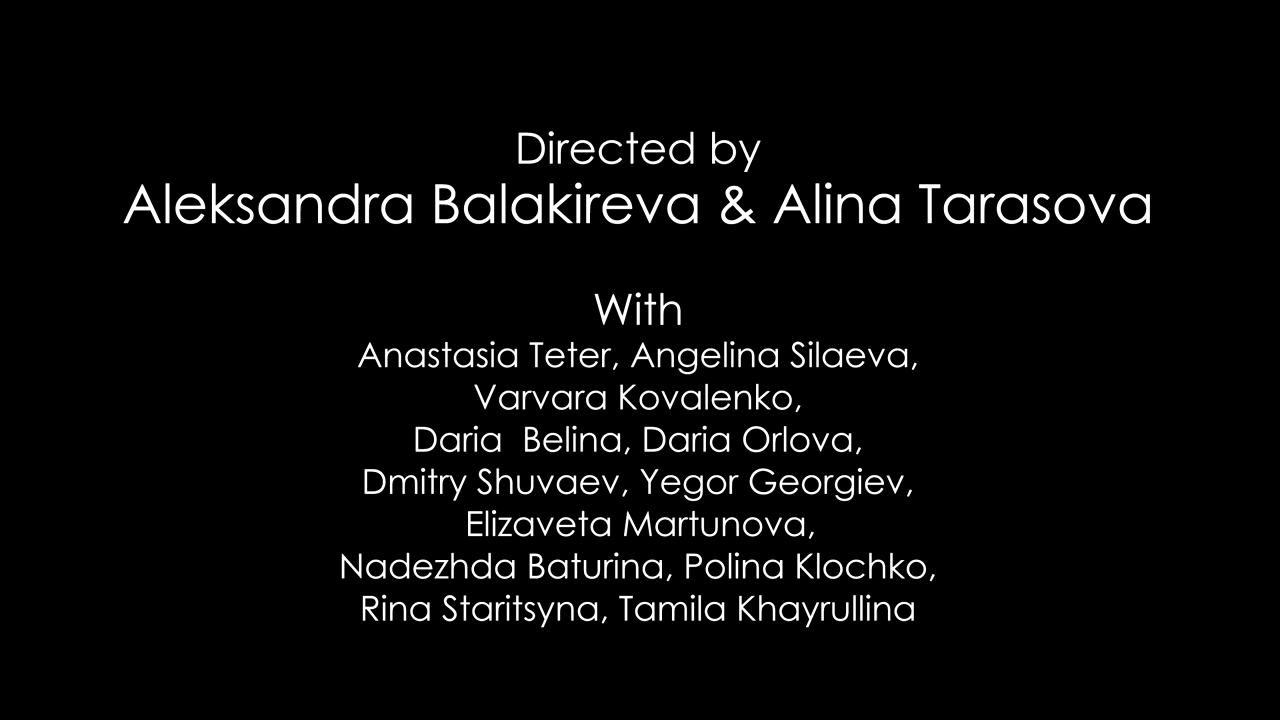 Directed by
Aleksandra Balakireva & Alina Tarasova
With
Anastasia Teter, Angelina Silaeva,
Varvara Kovalenko,
Daria  Belina, Daria Orlova,
Dmitry Shuvaev, Yegor Georgiev,
Elizaveta Martunova,
Nadezhda Baturina, Polina Klochko,
Rina Staritsyna, Tamila Khayrullina